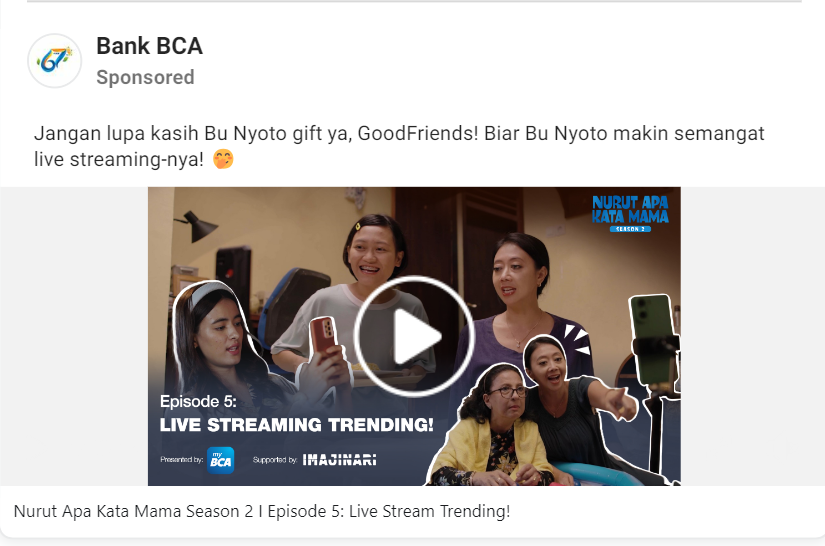 67
Bank BCA
Sponsored
Jangan lupa kasih Bu Nyoto gift ya, GoodFriends! Biar Bu Nyoto makin semangat
live streaming-nya! 🤭
NURUT APA
KATA MAMA
SEASON 2
Episode 5:
LIVE STREAMING TRENDING!
Presented by: my BCA Supported by: IMAJINARI
Nurut Apa Kata Mama Season 2 I Episode 5: Live Stream Trending!